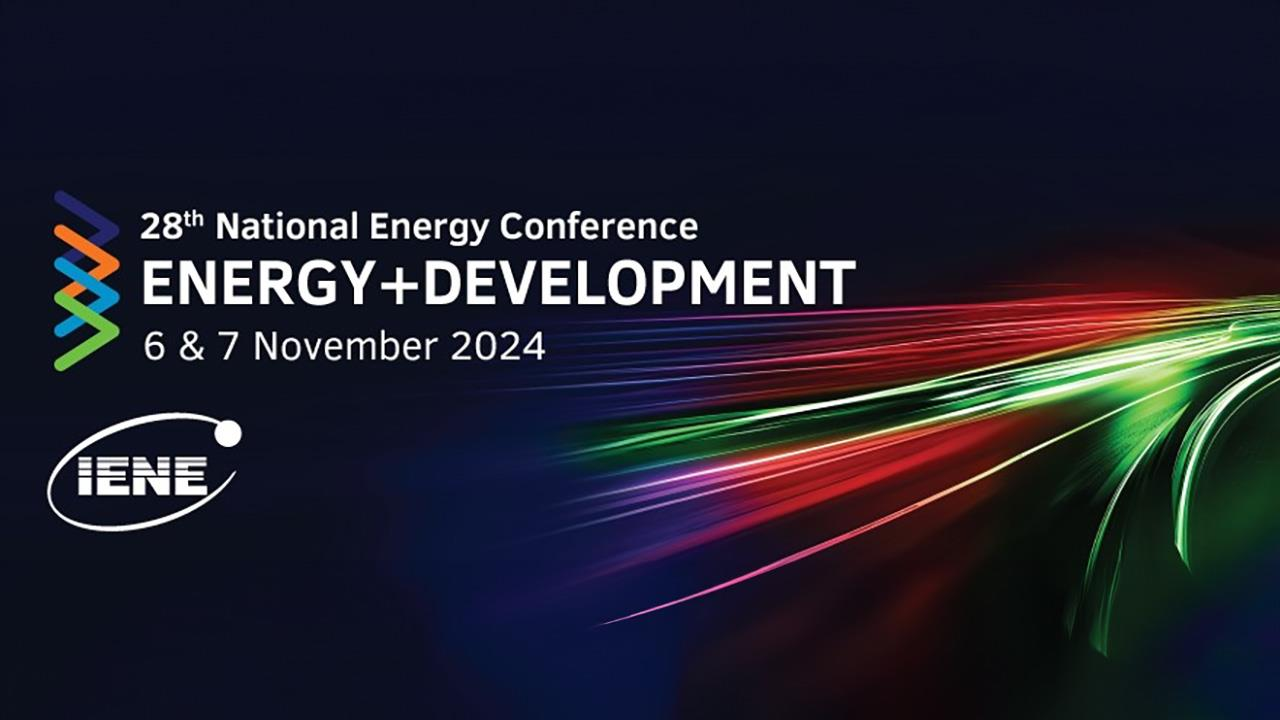 28th National Energy Conference
ENERGY+DEVELOPMENT
6 & 7 November 2024
IENE